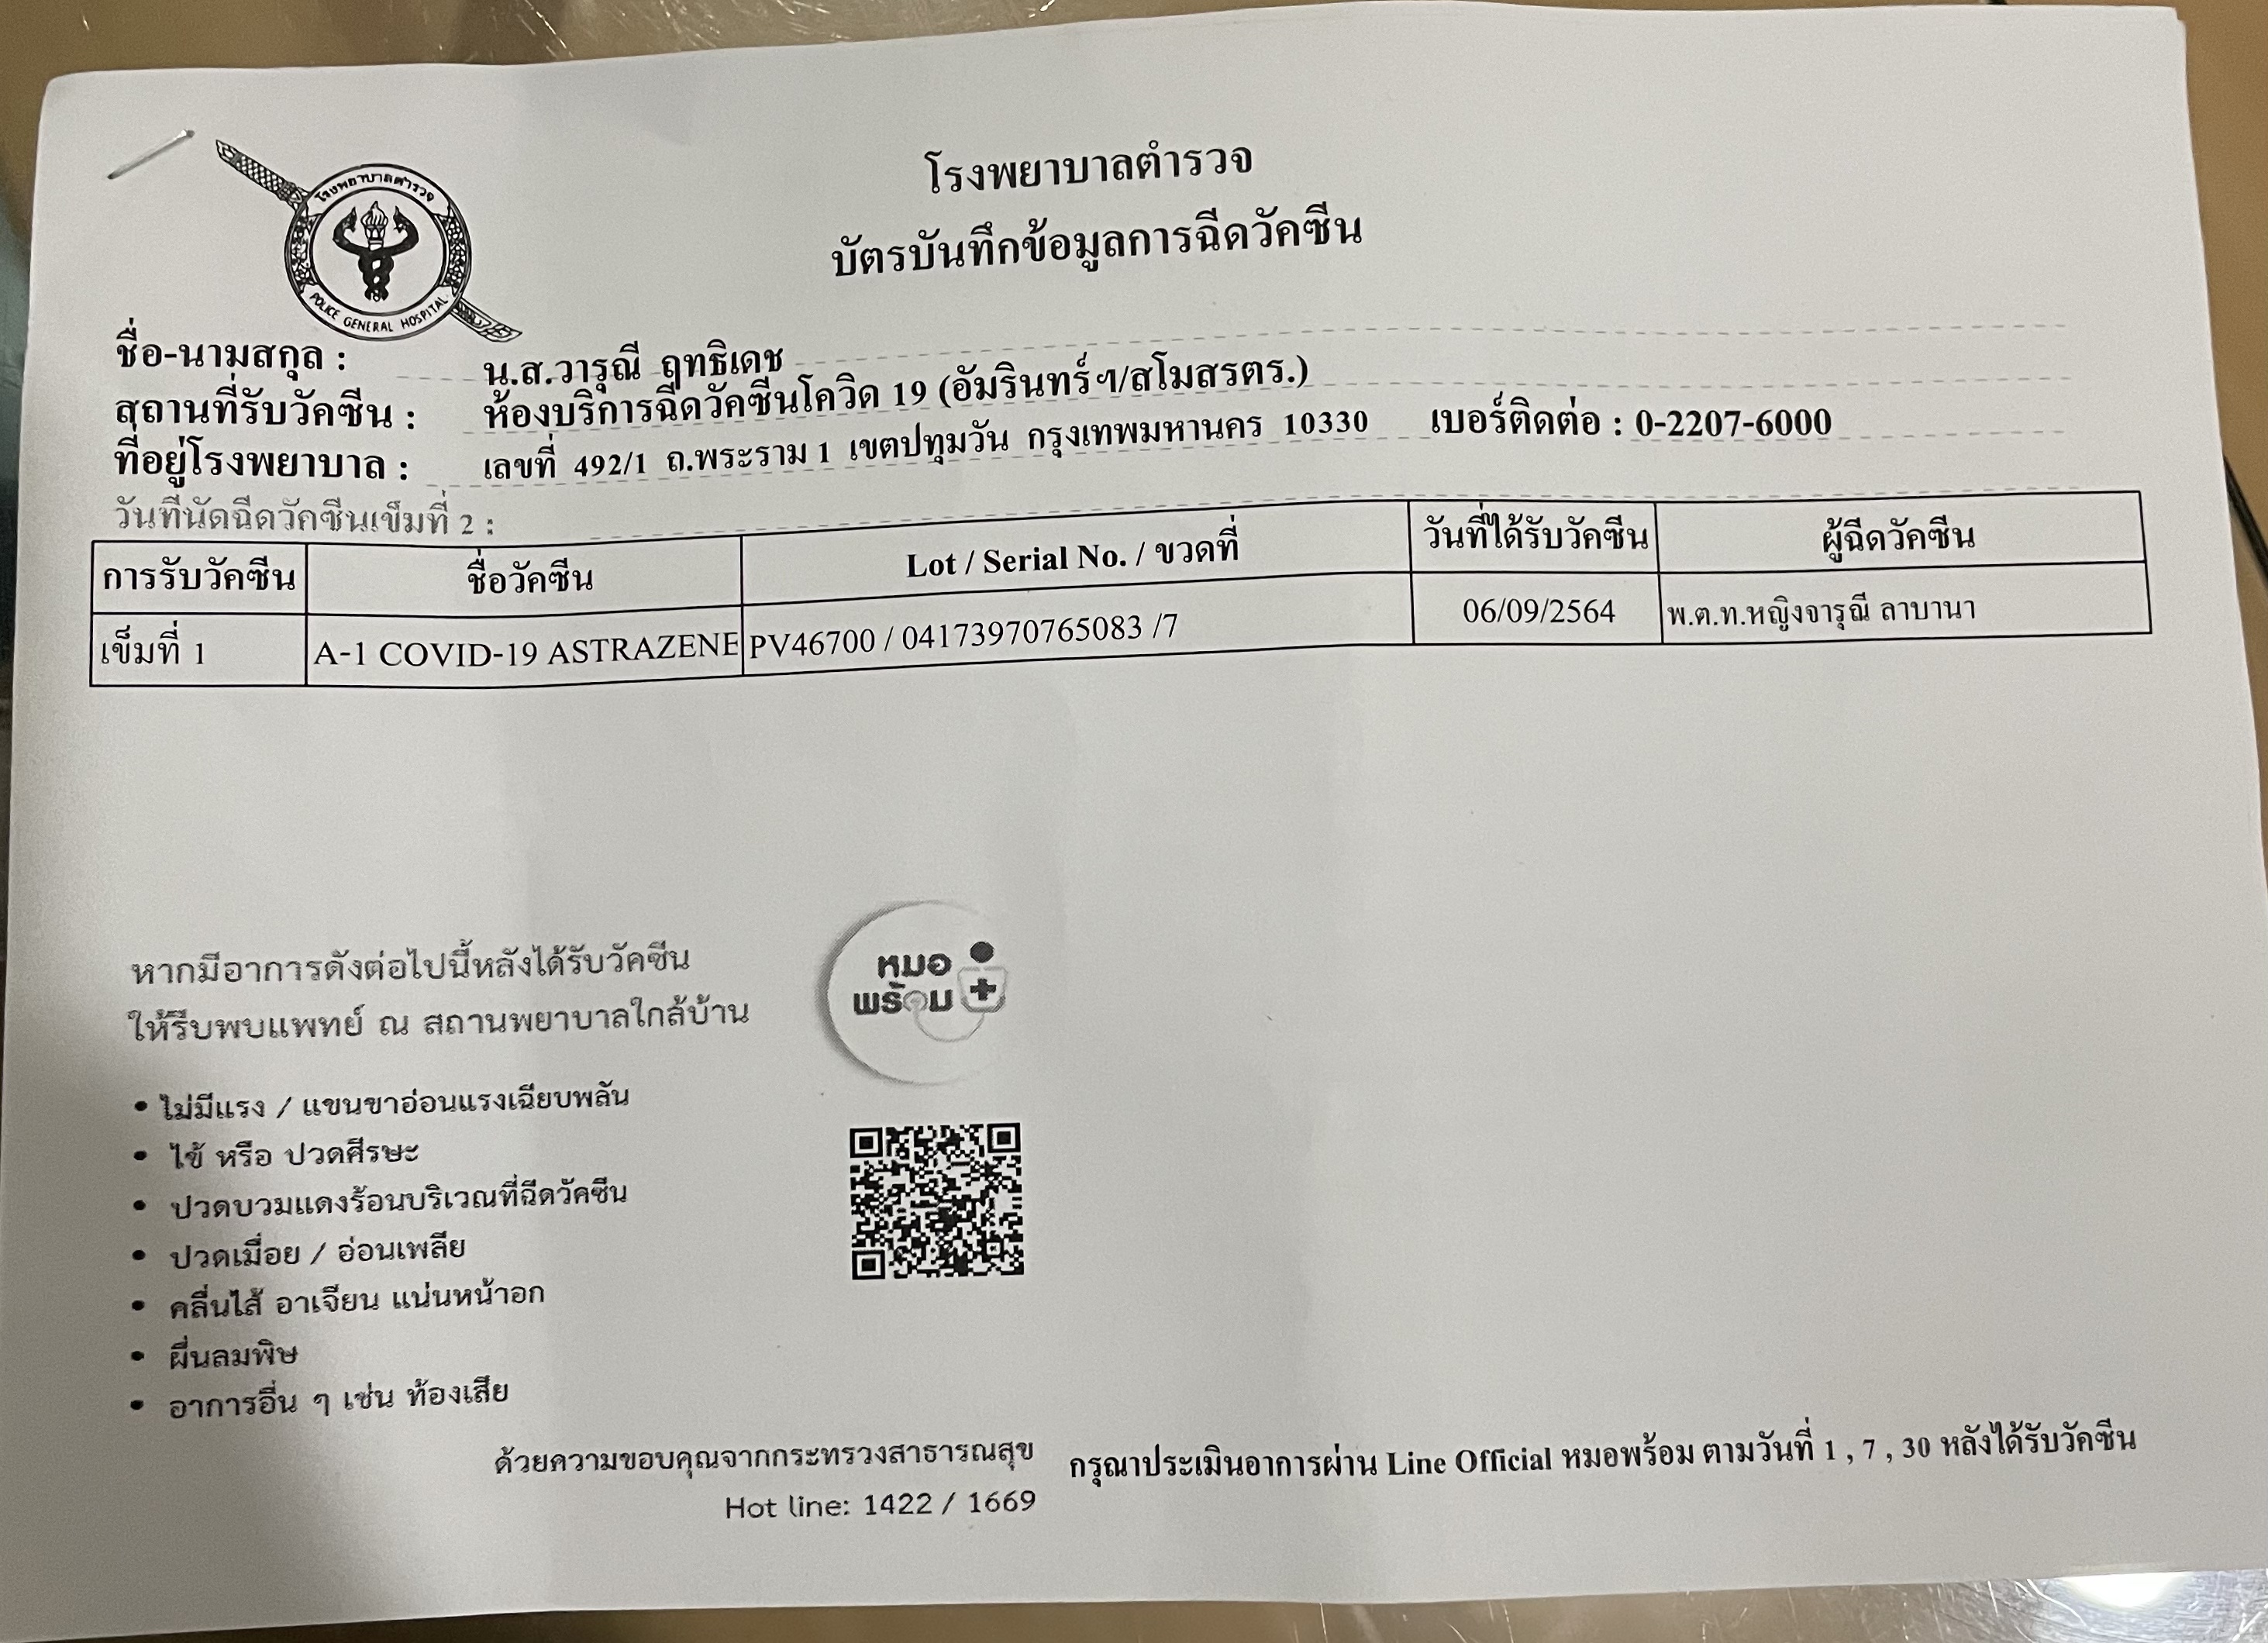 โรงพยาบาลตำรวจ
บัตรบันทึกข้อมูลการฉีดวัคซีน
โรงพยาบาลตำรวจ
POLICE GENERAL HOSPITAL
ชื่อ-นามสกุล : น.ส.วารุณี ฤทธิเดช
สถานที่รับวัคซีน : ห้องบริการฉีดวัคซีนโควิด 19 (อัมรินทร์ฯ/สโมสรตร.)
ที่อยู่โรงพยาบาล : เลขที่ 492/1 ถ.พระราม 1 เขตปทุมวัน กรุงเทพมหานคร 10330 เบอร์ติดต่อ : 0-2207-6000
วันที่นัดฉีดวัคซีนเข็มที่ 2 :
การรับวัคซีน ชื่อวัคซีน Lot / Serial No. / ขวดที่ วันที่ได้รับวัคซีน ผู้ฉีดวัคซีน
เข็มที่ 1 A-1 COVID-19 ASTRAZENE PV46700 / 04173970765083 /7 06/09/2564 พ.ต.ท.หญิงจารุณี ลาบานา
หากมีอาการดังต่อไปนี้หลังได้รับวัคซีน
ให้รีบพบแพทย์ ณ สถานพยาบาลใกล้บ้าน
• ไม่มีแรง / แขนขาอ่อนแรงเฉียบพลัน
• ไข้ หรือ ปวดศีรษะ
• ปวดบวมแดงร้อนบริเวณที่ฉีดวัคซีน
• ปวดเมื่อย / อ่อนเพลีย
• คลื่นไส้ อาเจียน แน่นหน้าอก
• ผื่นลมพิษ
• อาการอื่น ๆ เช่น ท้องเสีย
หมอ
พร้อม
ด้วยความขอบคุณจากกระทรวงสาธารณสุข
Hot line: 1422 / 1669
กรุณาประเมินอาการผ่าน Line Official หมอพร้อม ตามวันที่ 1 , 7 , 30 หลังได้รับวัคซีน